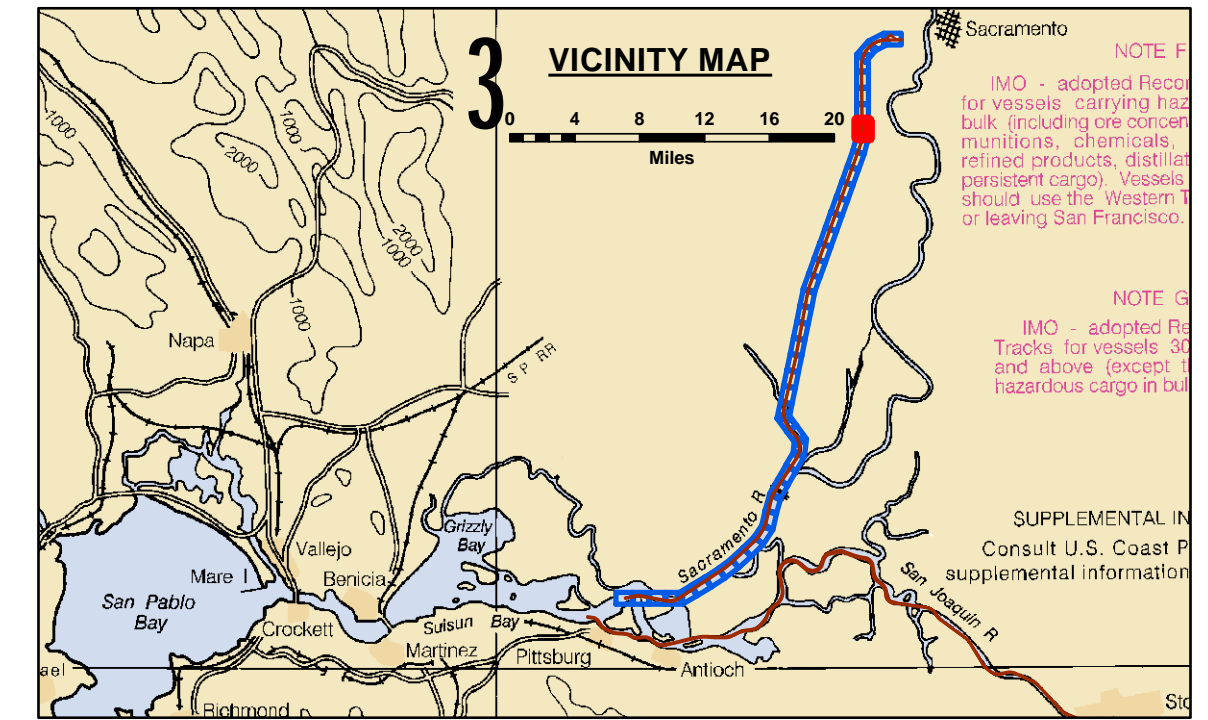 3
VICINITY MAP
0 4 8 12 16 20
Miles
Sacramento
NOTE F
IMO - adopted Recor
for vessels carrying haz
bulk (including ore concen
munitions, chemicals,
refined products, distillat
persistent cargo). Vessels
should use the Western T
or leaving San Francisco.
NOTE G
IMO - adopted Re
Tracks for vessels 30
and above (except t
hazardous cargo in bul
1000
1000
2000
2000
1000
1000
Napa
S P RR
Grizzly
Bay
Sacramento R
SUPPLEMENTAL IN
Consult U.S. Coast P
supplemental information
Vallejo
Mare I
Benicia
San Pablo
Bay
Crockett
Suisun Bay
Martinez
Pittsburg
Antioch
San Joaquin R
ael
Richmond
Sto